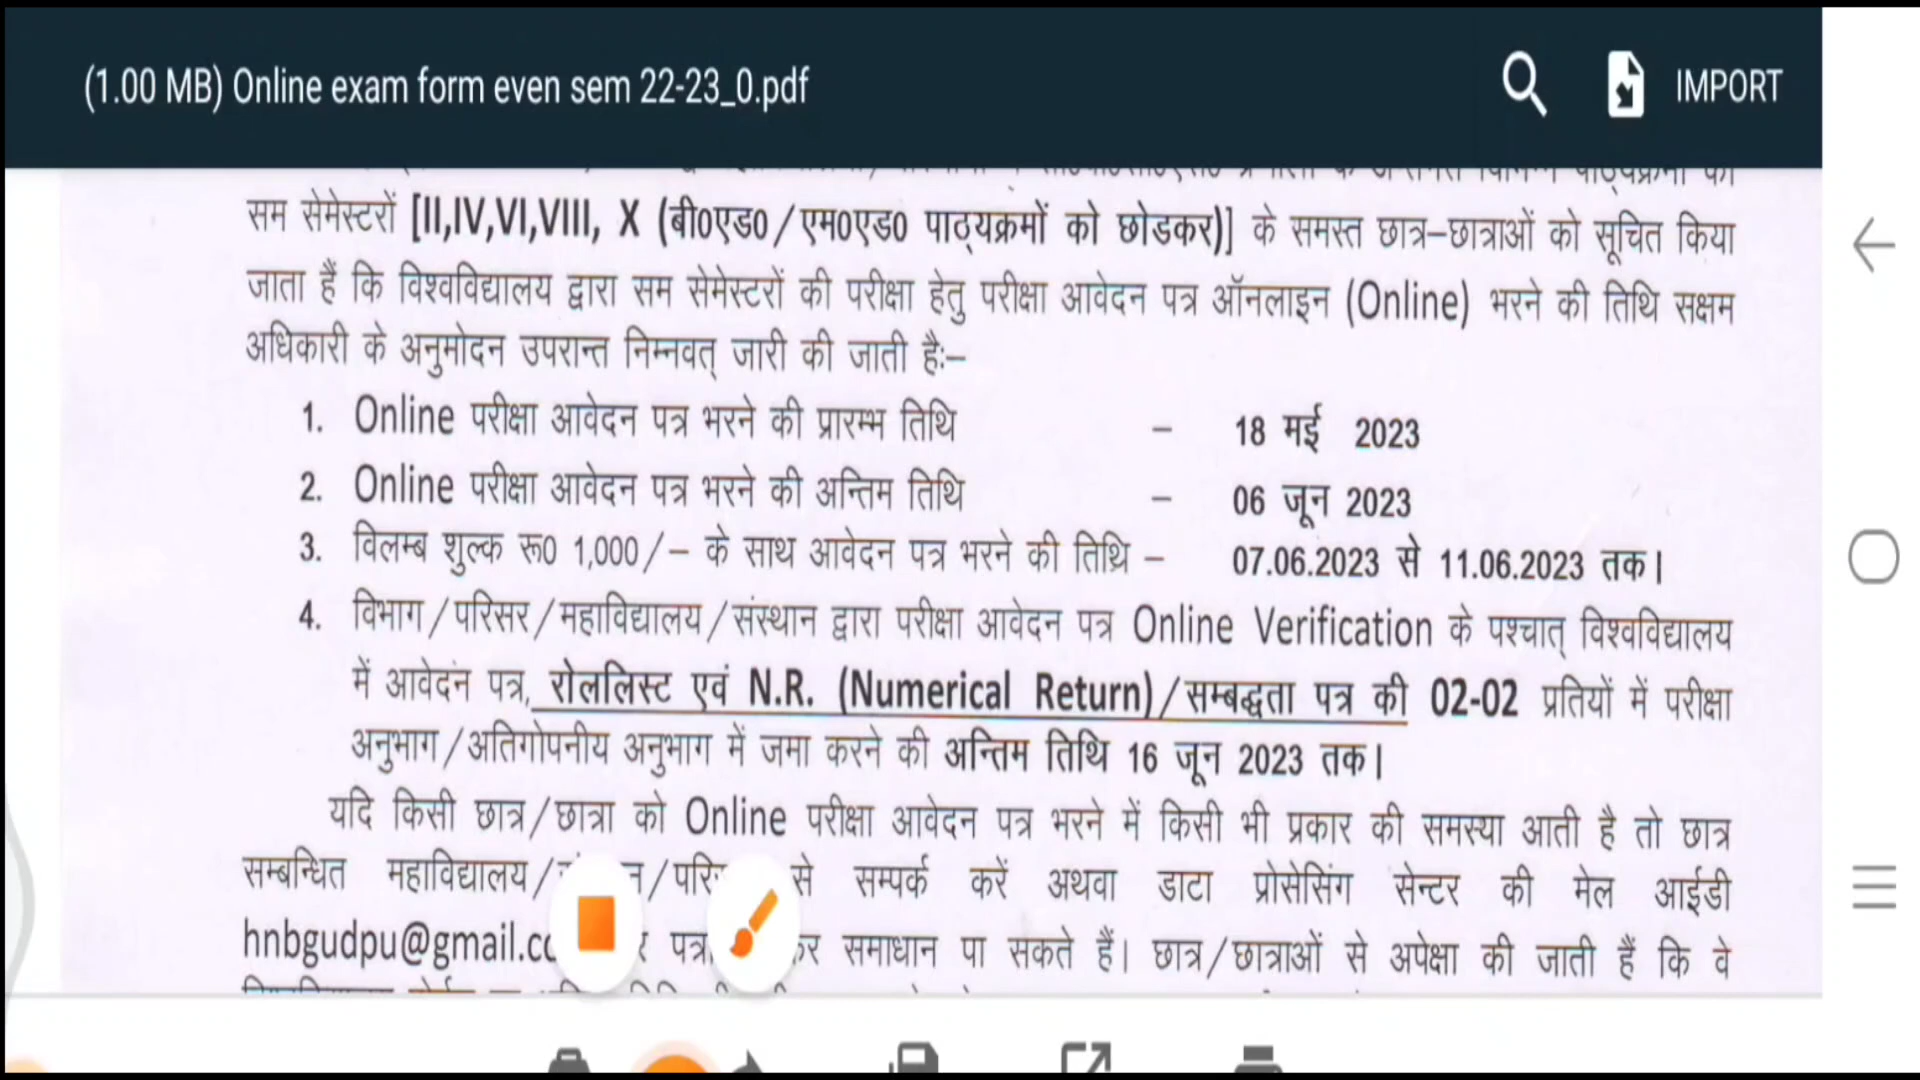 (1.00 MB) Online exam form even sem 22-23_0.pdf
IMPORT
सम सेमेस्टरों [II,IV,VI,VIII, X (बी0एड0/एम0एड0 पाठ्यक्रमों को छोडकर)] के समस्त छात्र–छात्राओं को सूचित किया
जाता हैं कि विश्वविद्यालय द्वारा सम सेमेस्टरों की परीक्षा हेतु परीक्षा आवेदन पत्र ऑनलाइन (Online) भरने की तिथि सक्षम
अधिकारी के अनुमोदन उपरान्त निम्नवत् जारी की जाती हैः–
1. Online परीक्षा आवेदन पत्र भरने की प्रारम्भ तिथि – 18 मई 2023
2. Online परीक्षा आवेदन पत्र भरने की अन्तिम तिथि – 06 जून 2023
3. विलम्ब शुल्क रू0 1,000/– के साथ आवेदन पत्र भरने की तिथि – 07.06.2023 से 11.06.2023 तक।
4. विभाग/परिसर/महाविद्यालय/संस्थान द्वारा परीक्षा आवेदन पत्र Online Verification के पश्चात् विश्वविद्यालय
में आवेदन पत्र, रोललिस्ट एवं N.R. (Numerical Return)/सम्बद्धता पत्र की 02-02 प्रतियों में परीक्षा
अनुभाग/अतिगोपनीय अनुभाग में जमा करने की अन्तिम तिथि 16 जून 2023 तक।
यदि किसी छात्र/छात्रा को Online परीक्षा आवेदन पत्र भरने में किसी भी प्रकार की समस्या आती है तो छात्र
सम्बन्धित महाविद्यालय/ से सम्पर्क करें अथवा डाटा प्रोसेसिंग सेन्टर की मेल आईडी
hnbgudpu@gmail.cc पत्र समाधान पा सकते हैं। छात्र/छात्राओं से अपेक्षा की जाती हैं कि वे